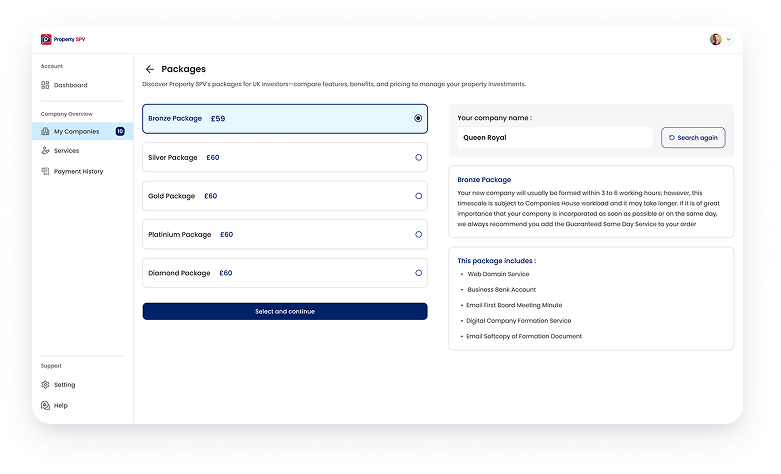 Property SPV
Account
Dashboard
Company Overview
My Companies 10
Services
Payment History
Support
Setting
Help
Packages
Discover Property SPV's packages for UK investors—compare features, benefits, and pricing to manage your property investments.
Bronze Package £59
Silver Package £60
Gold Package £60
Platinium Package £60
Diamond Package £60
Select and continue
Your company name :
Queen Royal
Search again
Bronze Package
Your new company will usually be formed within 3 to 6 working hours; however, this
timescale is subject to Companies House workload and it may take longer. If it is of great
importance that your company is incorporated as soon as possible or on the same day,
we always recommend you add the Guaranteed Same Day Service to your order
This package includes :
• Web Domain Service
• Business Bank Account
• Email First Board Meeting Minute
• Digital Company Formation Service
• Email Softcopy of Formation Document